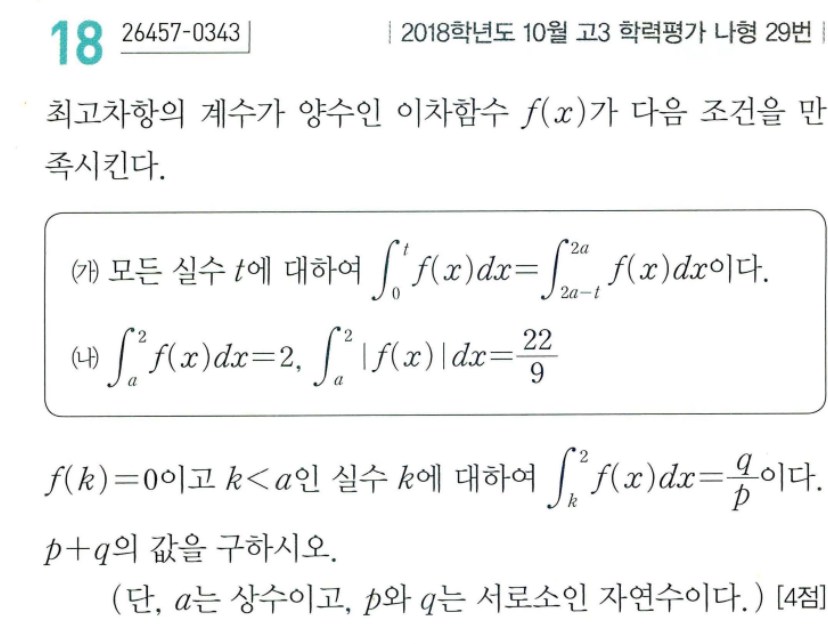 18 26457-0343 | 2018학년도 10월 고3 학력평가 나형 29번 |
최고차항의 계수가 양수인 이차함수 f(x)가 다음 조건을 만
족시킨다.
㈎ 모든 실수 t에 대하여 ∫_0^t f(x)dx=∫_{2a-t}^{2a} f(x)dx이다.
㈏ ∫_a^2 f(x)dx=2, ∫_a^2 |f(x)|dx=22/9
f(k)=0이고 k<a인 실수 k에 대하여 ∫_k^2 f(x)dx=q/p이다.
p+q의 값을 구하시오.
(단, a는 상수이고, p와 q는 서로소인 자연수이다.) [4점]